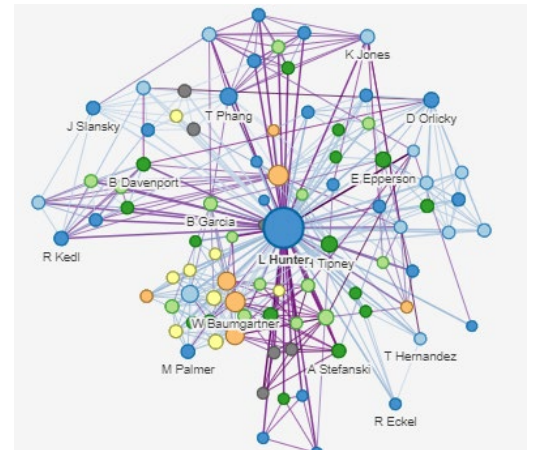 K Jones
T Phang
D Orlicky
J Slansky
E Epperson
B Davenport
B Garcia
R Kedl
L Hunter
Tipney
W Baumgartner
T Hernandez
M Palmer
A Stefanski
R Eckel